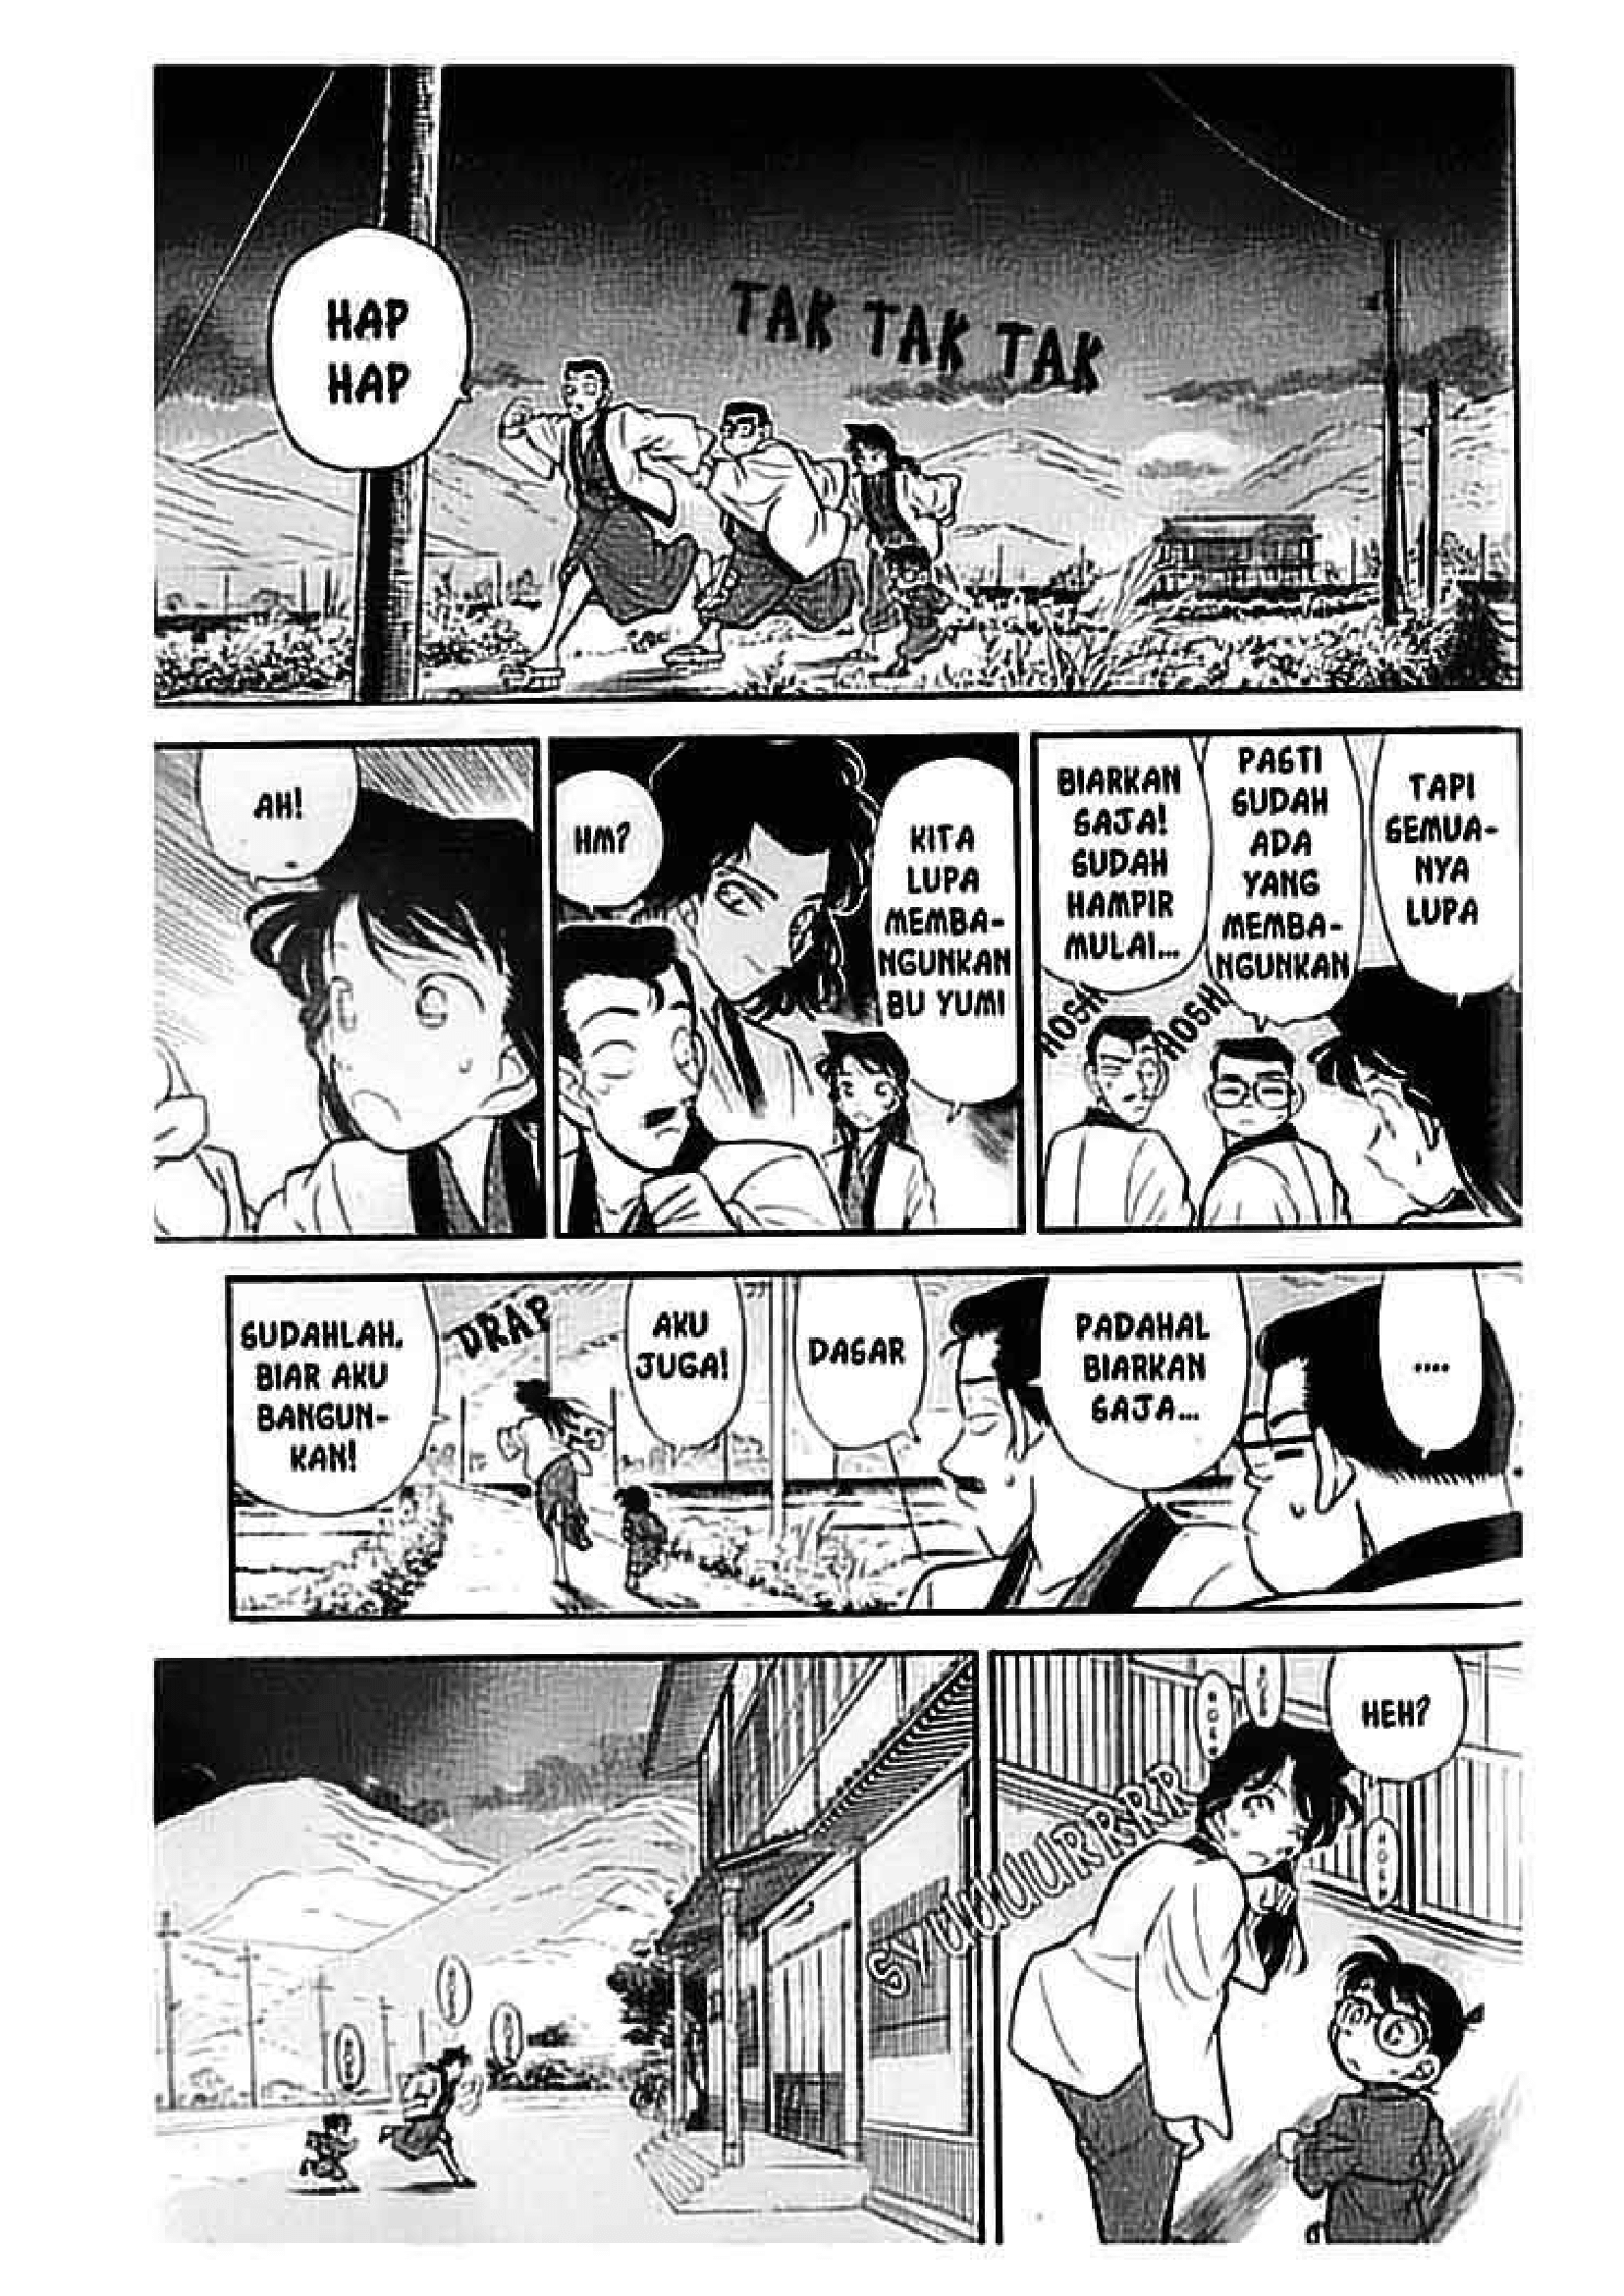 HAP
HAP
TAK TAK TAK
AH!
HM?
KITA
LUPA
MEMBA-
NGUNKAN
BU YUMI
BIARKAN
SAJA!
SUDAH
HAMPIR
MULAI...
HOSH
PASTI
SUDAH
ADA
YANG
MEMBA-
NGUNKAN
HOSH
TAPI
SEMUA-
NYA
LUPA
SUDAHLAH,
BIAR AKU
BANGUN-
KAN!
DRAP
AKU
JUGA!
DASAR
PADAHAL
BIARKAN
SAJA...
....
SYUUUURRRR
HOSH
HEH?
HOSH